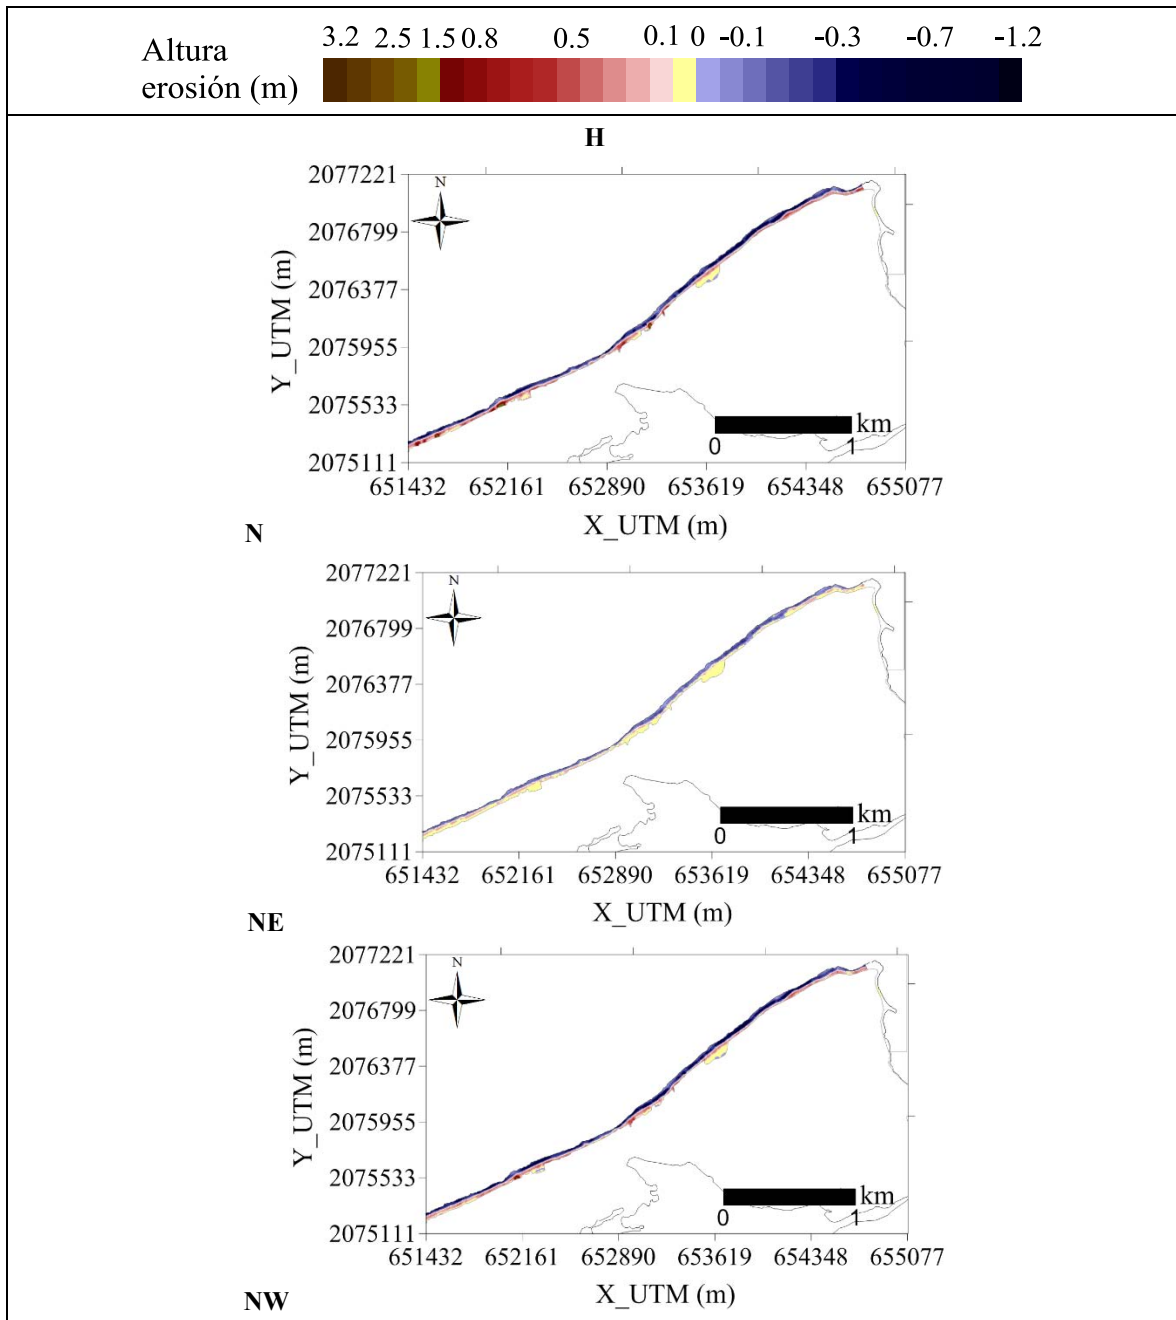 3.2 2.5 1.5 0.8 0.5 0.1 0 -0.1 -0.3 -0.7 -1.2
Altura
erosión (m)
H
2077221
N
2076799
2076377
2075955
2075533
2075111
Y_UTM (m)
km
0 1
651432 652161 652890 653619 654348 655077
X_UTM (m)
N
2077221
N
2076799
2076377
2075955
2075533
2075111
Y_UTM (m)
km
0 1
651432 652161 652890 653619 654348 655077
X_UTM (m)
NE
2077221
N
2076799
2076377
2075955
2075533
2075111
Y_UTM (m)
km
0 1
651432 652161 652890 653619 654348 655077
X_UTM (m)
NW